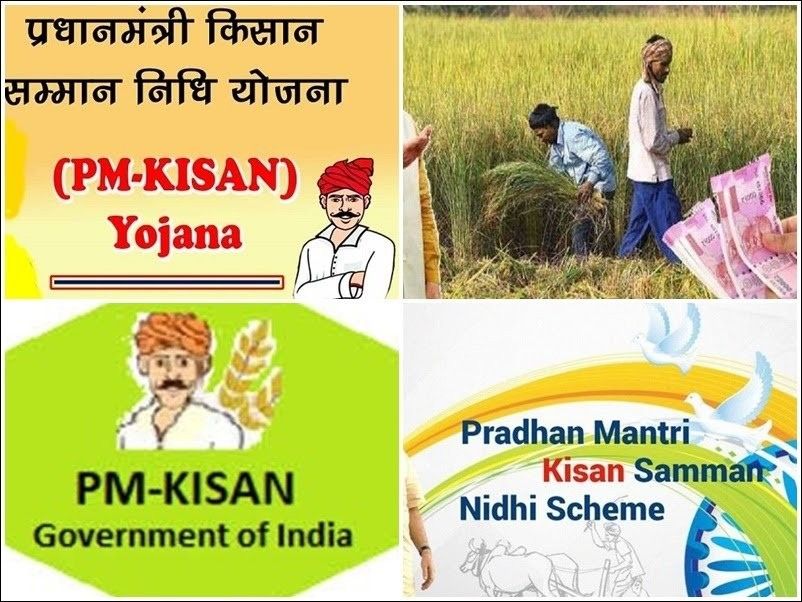 प्रधानमंत्री किसान
सम्मान निधि योजना
(PM-KISAN)
Yojana
PM-KISAN
Government of India
Pradhan Mantri
Kisan Samman
Nidhi Scheme